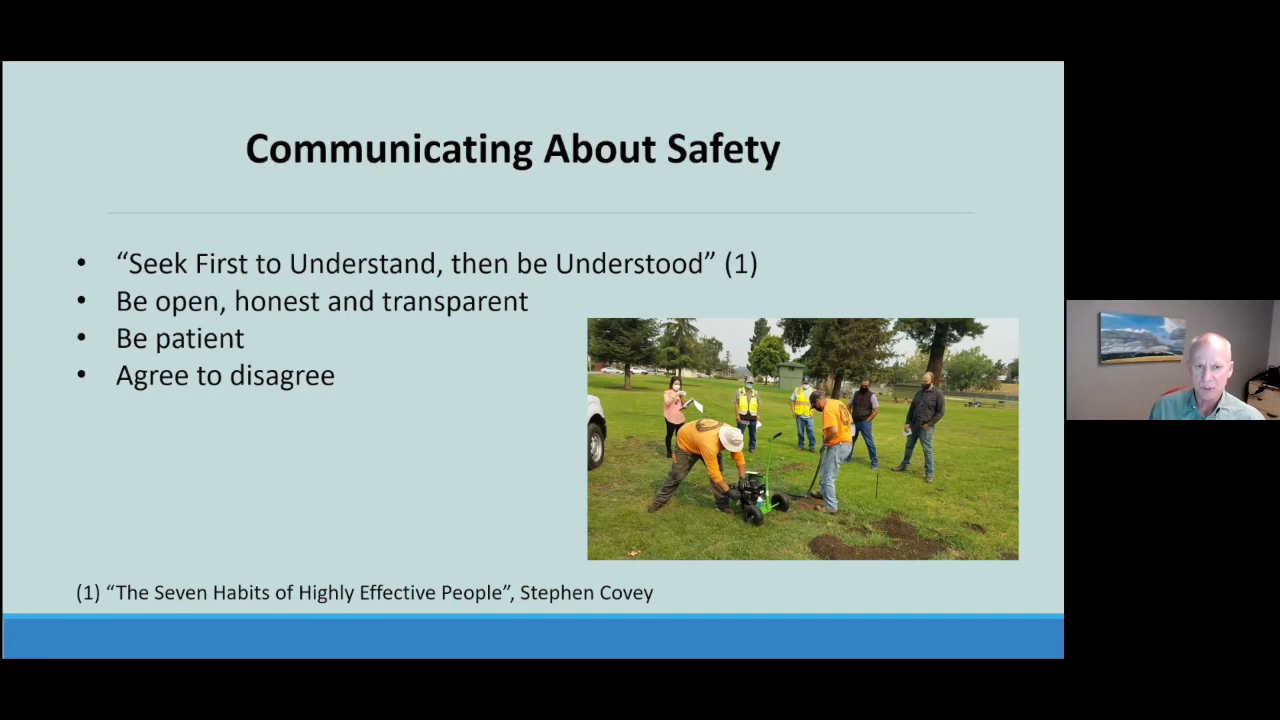 Communicating About Safety
• “Seek First to Understand, then be Understood” (1)
• Be open, honest and transparent
• Be patient
• Agree to disagree
(1) “The Seven Habits of Highly Effective People”, Stephen Covey